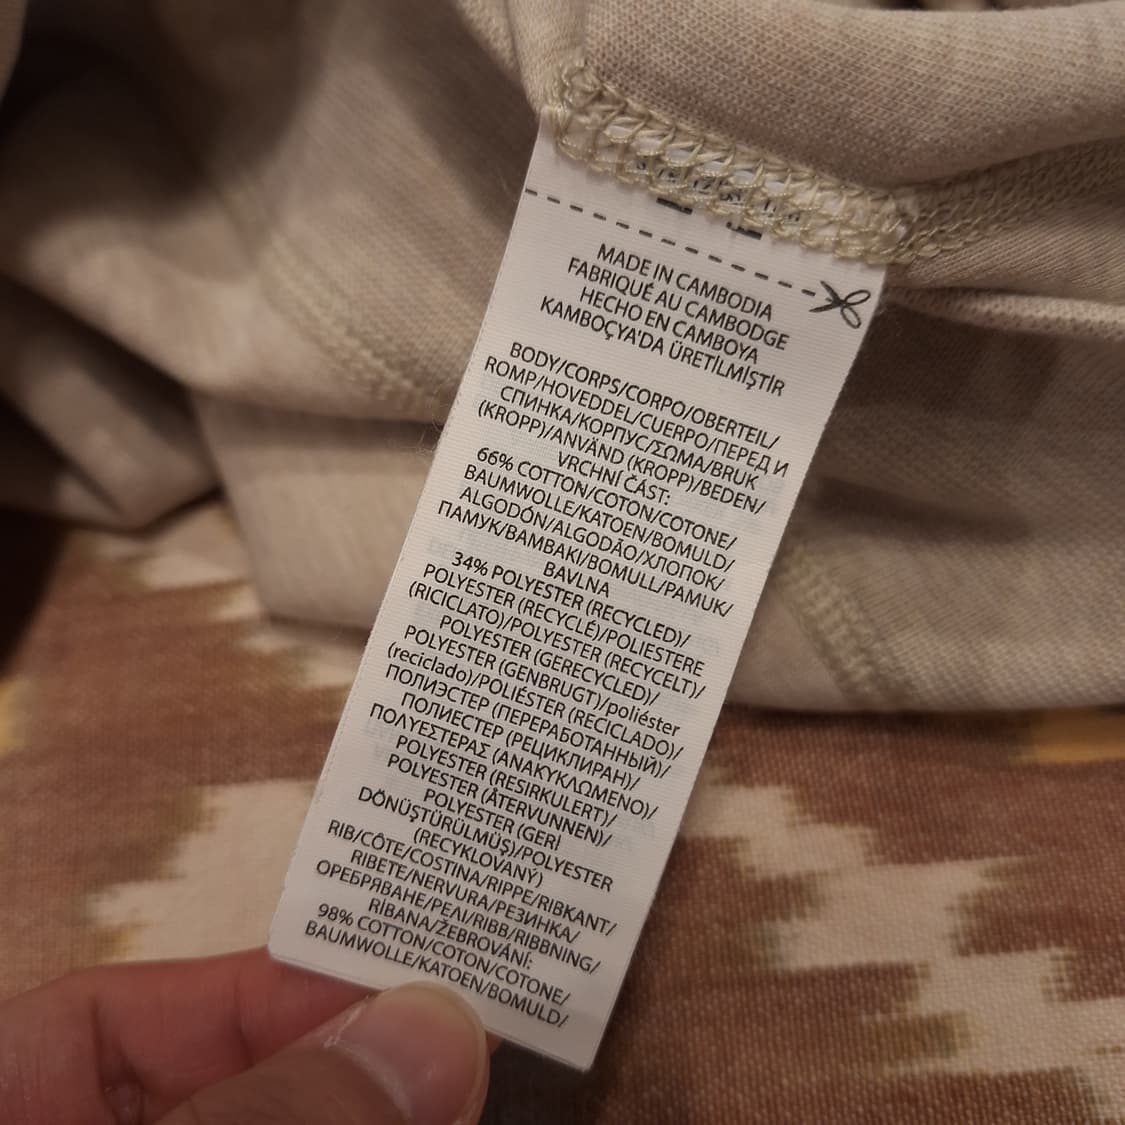 MADE IN CAMBODIA
FABRIQUÉ AU CAMBODGE
HECHO EN CAMBOYA
KAMBOÇYA'DA ÜRETİLMİŞTİR
BODY/CORPS/CORPO/OBERTEIL/
ROMP/HOVEDDEL/CUERPO/ПЕРЕД И
СПИНКА/КОРПУС/ΣΩΜΑ/BRUK
(KROPP)/ANVÄND (KROPP)/BEDEN/
VRCHNÍ ČÁST:
66% COTTON/COTON/COTONE/
BAUMWOLLE/KATOEN/BOMULD/
ALGODÓN/ALGODÃO/ХЛОПОК/
ПАМУК/ΒΑΜΒΑΚΙ/BOMULL/PAMUK/
BAVLNA
34% POLYESTER (RECYCLED)/
POLYESTER (RECYCLÉ)/POLIESTERE
(RICICLATO)/POLYESTER (RECYCELT)/
POLYESTER (GERECYCLED)/
POLYESTER (GENBRUGT)/poliéster
(reciclado)/POLIÉSTER (RECICLADO)/
ПОЛИЭСТЕР (ПЕРЕРАБОТАННЫЙ)/
ПОЛИЕСТЕР (РЕЦИКЛИРАН)/
ΠΟΛΥΕΣΤΕΡΑΣ (ΑΝΑΚΥΚΛΩΜΕΝΟ)/
POLYESTER (RESIRKULERT)/
POLYESTER (ÅTERVUNNEN)/
POLYESTER (GERİ
DÖNÜŞTÜRÜLMÜŞ)/POLYESTER
(RECYKLOVANÝ)
RIB/CÔTE/COSTINA/RIPPE/RIBKANT/
RIBETE/NERVURA/РЕЗИНКА/
ОРЕБРЯВАНЕ/ΡΕΛΙ/RIBB/RIBBNING/
RİBANA/ŽEBROVÁNÍ:
98% COTTON/COTON/COTONE/
BAUMWOLLE/KATOEN/BOMULD/